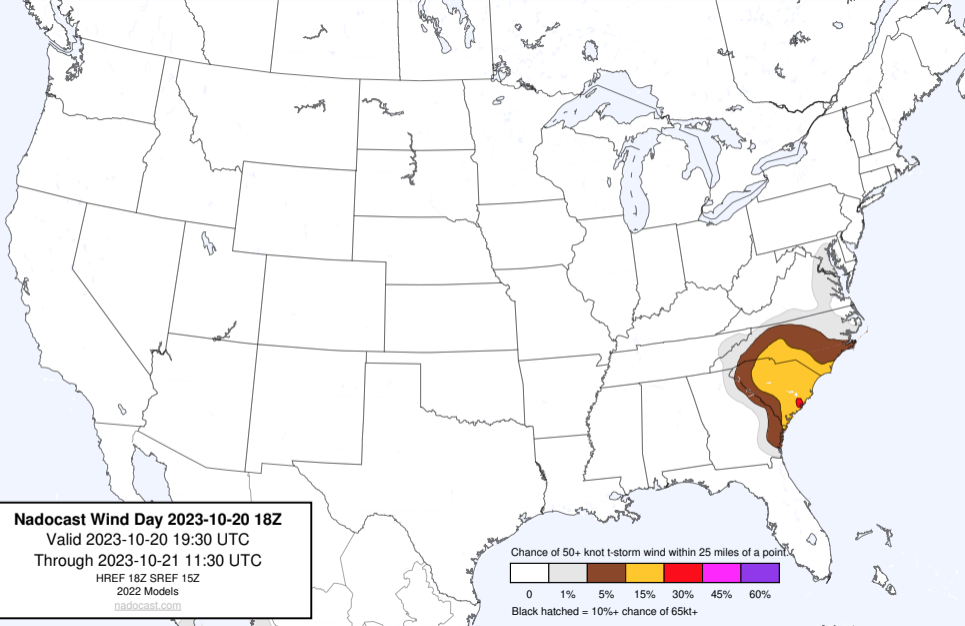 Nadocast Wind Day 2023-10-20 18Z
Valid 2023-10-20 19:30 UTC
Through 2023-10-21 11:30 UTC
HREF 18Z SREF 15Z
2022 Models
nadocast.com
Chance of 50+ knot t-storm wind within 25 miles of a point.
0 1% 5% 15% 30% 45% 60%
Black hatched = 10%+ chance of 65kt+